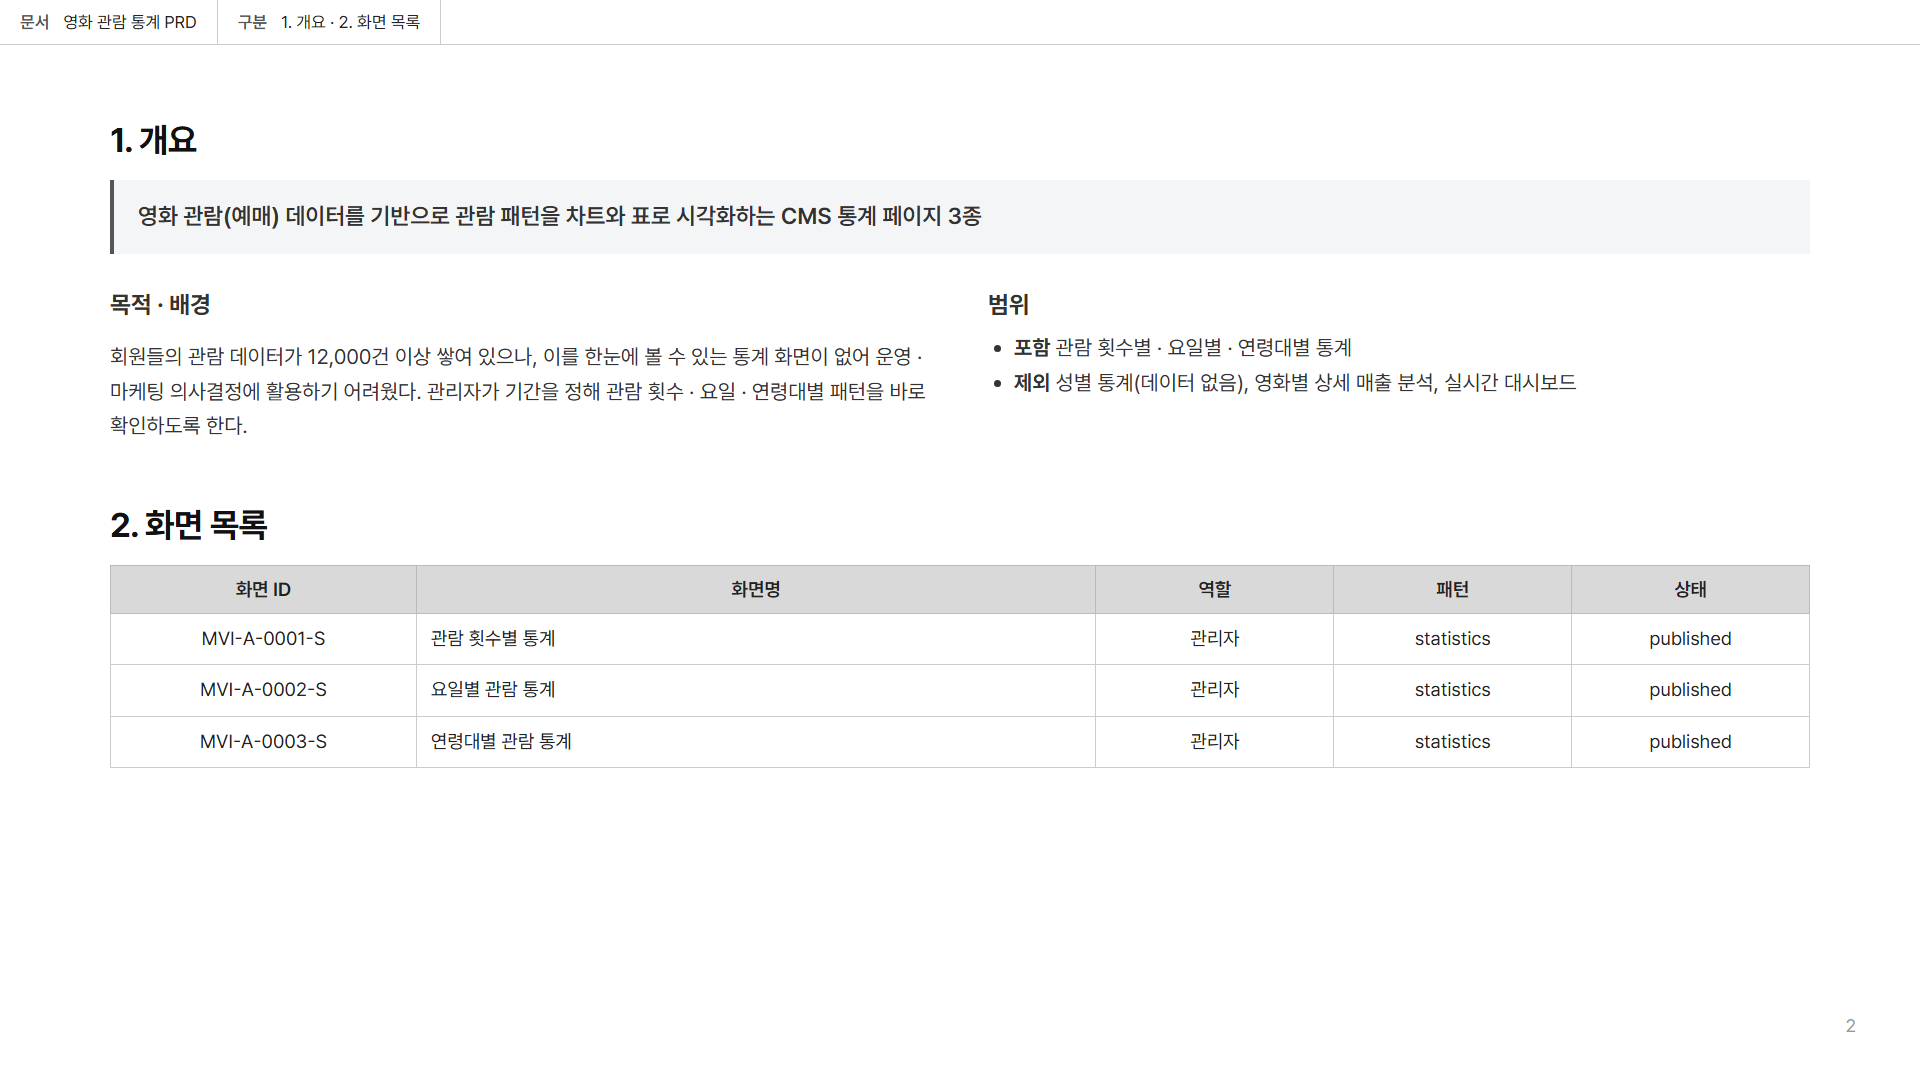 문서 영화 관람 통계 PRD 구분 1. 개요 · 2. 화면 목록
1. 개요
영화 관람(예매) 데이터를 기반으로 관람 패턴을 차트와 표로 시각화하는 CMS 통계 페이지 3종
목적 · 배경
회원들의 관람 데이터가 12,000건 이상 쌓여 있으나, 이를 한눈에 볼 수 있는 통계 화면이 없어 운영 ·
마케팅 의사결정에 활용하기 어려웠다. 관리자가 기간을 정해 관람 횟수 · 요일 · 연령대별 패턴을 바로
확인하도록 한다.
범위
• 포함 관람 횟수별 · 요일별 · 연령대별 통계
• 제외 성별 통계(데이터 없음), 영화별 상세 매출 분석, 실시간 대시보드
2. 화면 목록
화면 ID 화면명 역할 패턴 상태
MVI-A-0001-S 관람 횟수별 통계 관리자 statistics published
MVI-A-0002-S 요일별 관람 통계 관리자 statistics published
MVI-A-0003-S 연령대별 관람 통계 관리자 statistics published
2